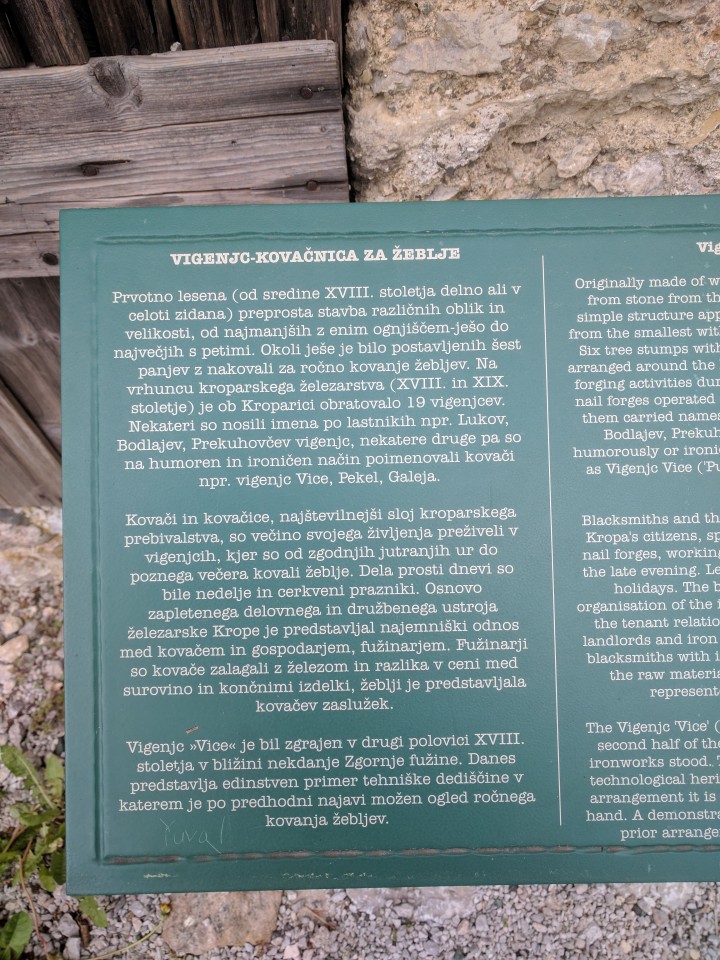 VIGENJC-KOVAČNICA ZA ŽEBLJE
Prvotno lesena (od sredine XVIII. stoletja delno ali v
celoti zidana) preprosta stavba različnih oblik in
velikosti, od najmanjših z enim ognjiščem-ješo do
največjih s petimi. Okoli ješe je bilo postavljenih šest
panjev z nakovali za ročno kovanje žebljev. Na
vrhuncu kroparskega železarstva (XVIII. in XIX.
stoletje) je ob Kroparici obratovalo 19 vigenjcev.
Nekateri so nosili imena po lastnikih npr. Lukov,
Bodlajev, Prekuhovčev vigenjc, nekatere druge pa so
na humoren in ironičen način poimenovali kovači
npr. vigenjc Vice, Pekel, Galeja.
Kovači in kovačice, najštevilnejši sloj kroparskega
prebivalstva, so večino svojega življenja preživeli v
vigenjcih, kjer so od zgodnjih jutranjih ur do
poznega večera kovali žeblje. Dela prosti dnevi so
bile nedelje in cerkveni prazniki. Osnovo
zapletenega delovnega in družbenega ustroja
železarske Krope je predstavljal najemniški odnos
med kovačem in gospodarjem, fužinarjem. Fužinarji
so kovače zalagali z železom in razlika v ceni med
surovino in končnimi izdelki, žeblji je predstavljala
kovačev zaslužek.
Vigenjc »Vice« je bil zgrajen v drugi polovici XVIII.
stoletja v bližini nekdanje Zgornje fužine. Danes
predstavlja edinstven primer tehniške dediščine v
katerem je po predhodni najavi možen ogled ročnega
kovanja žebljev.
Vig
Originally made of w
from stone from th
simple structure app
from the smallest wit
Six tree stumps with
arranged around the
forging activities du
nail forges operated
them carried names
Bodlajev, Prekuh
humorously or ironic
as Vigenjc Vice ('Pu
Blacksmiths and th
Kropa's citizens, sp
nail forges, working
the late evening. Le
holidays. The b
organisation of the i
the tenant relatio
landlords and iron
blacksmiths with i
the raw materia
represent
The Vigenjc 'Vice' (
second half of the
ironworks stood. T
technological heri
arrangement it is
hand. A demonstra
prior arrangem